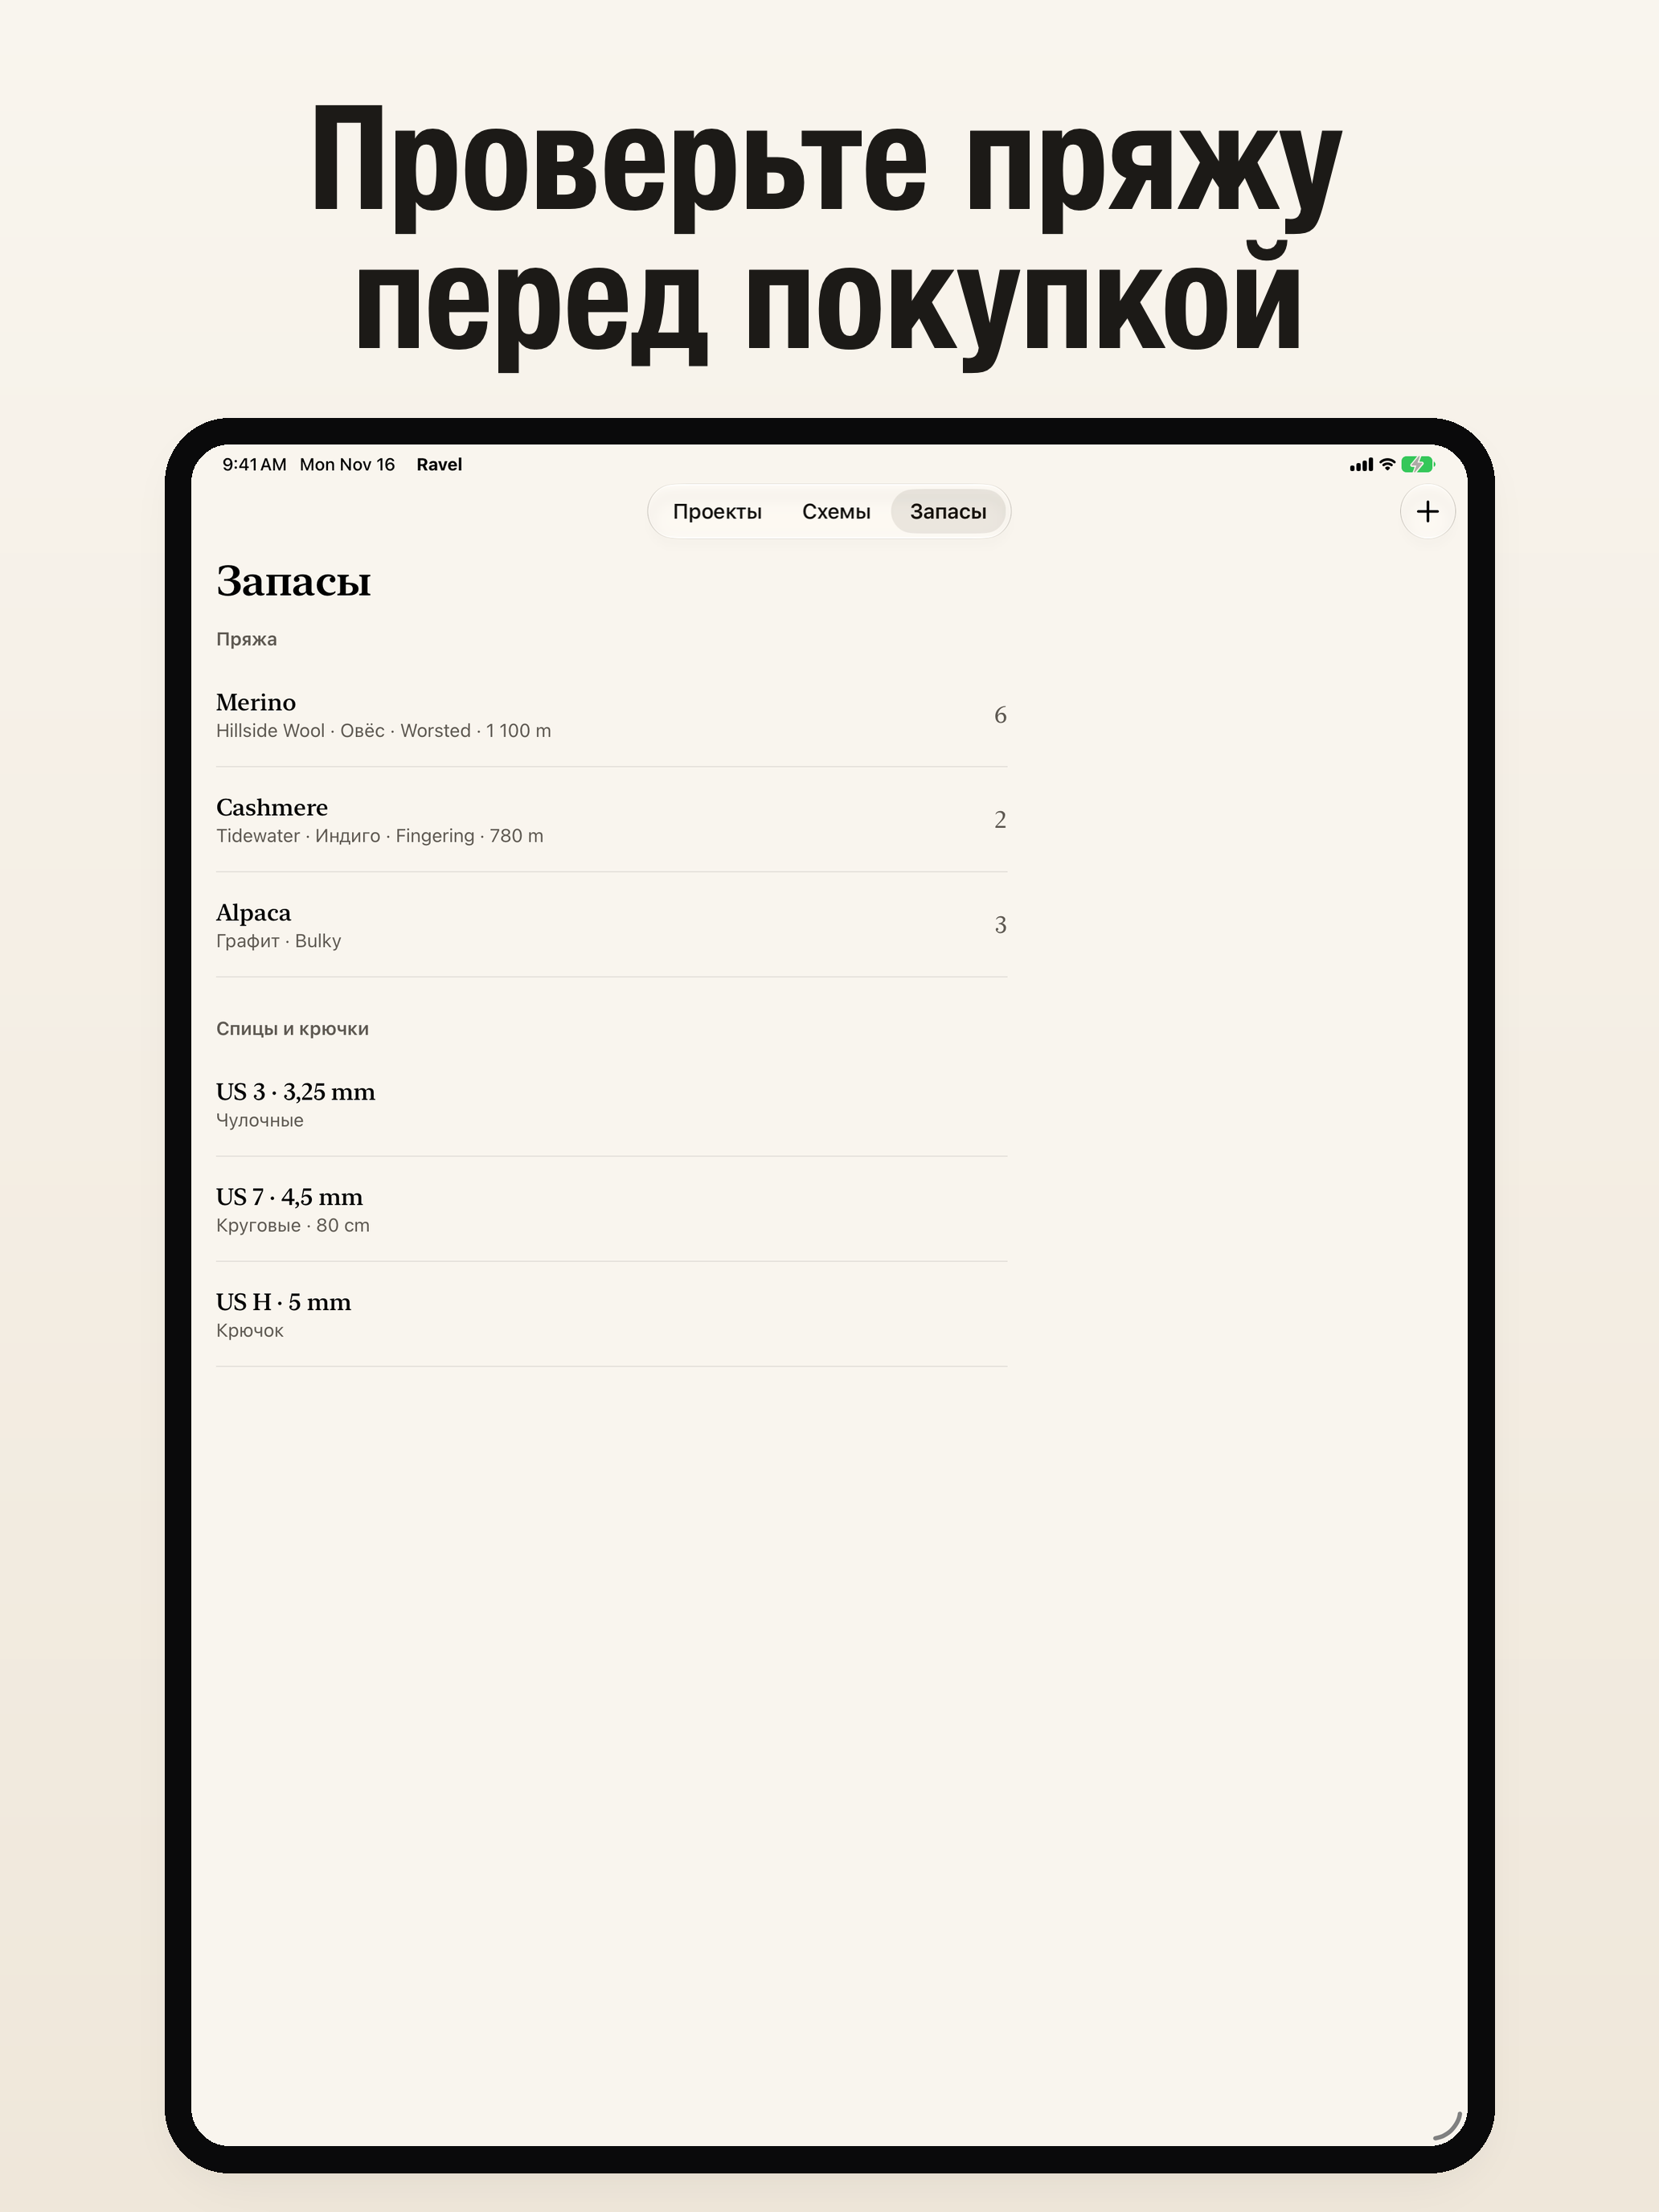 Проверьте пряжу
перед покупкой
9:41 AM Mon Nov 16 Ravel
Проекты Схемы Запасы
Запасы
Пряжа
Merino
Hillside Wool · Овёс · Worsted · 1 100 m
6
Cashmere
Tidewater · Индиго · Fingering · 780 m
2
Alpaca
Графит · Bulky
3
Спицы и крючки
US 3 · 3,25 mm
Чулочные
US 7 · 4,5 mm
Круговые · 80 cm
US H · 5 mm
Крючок